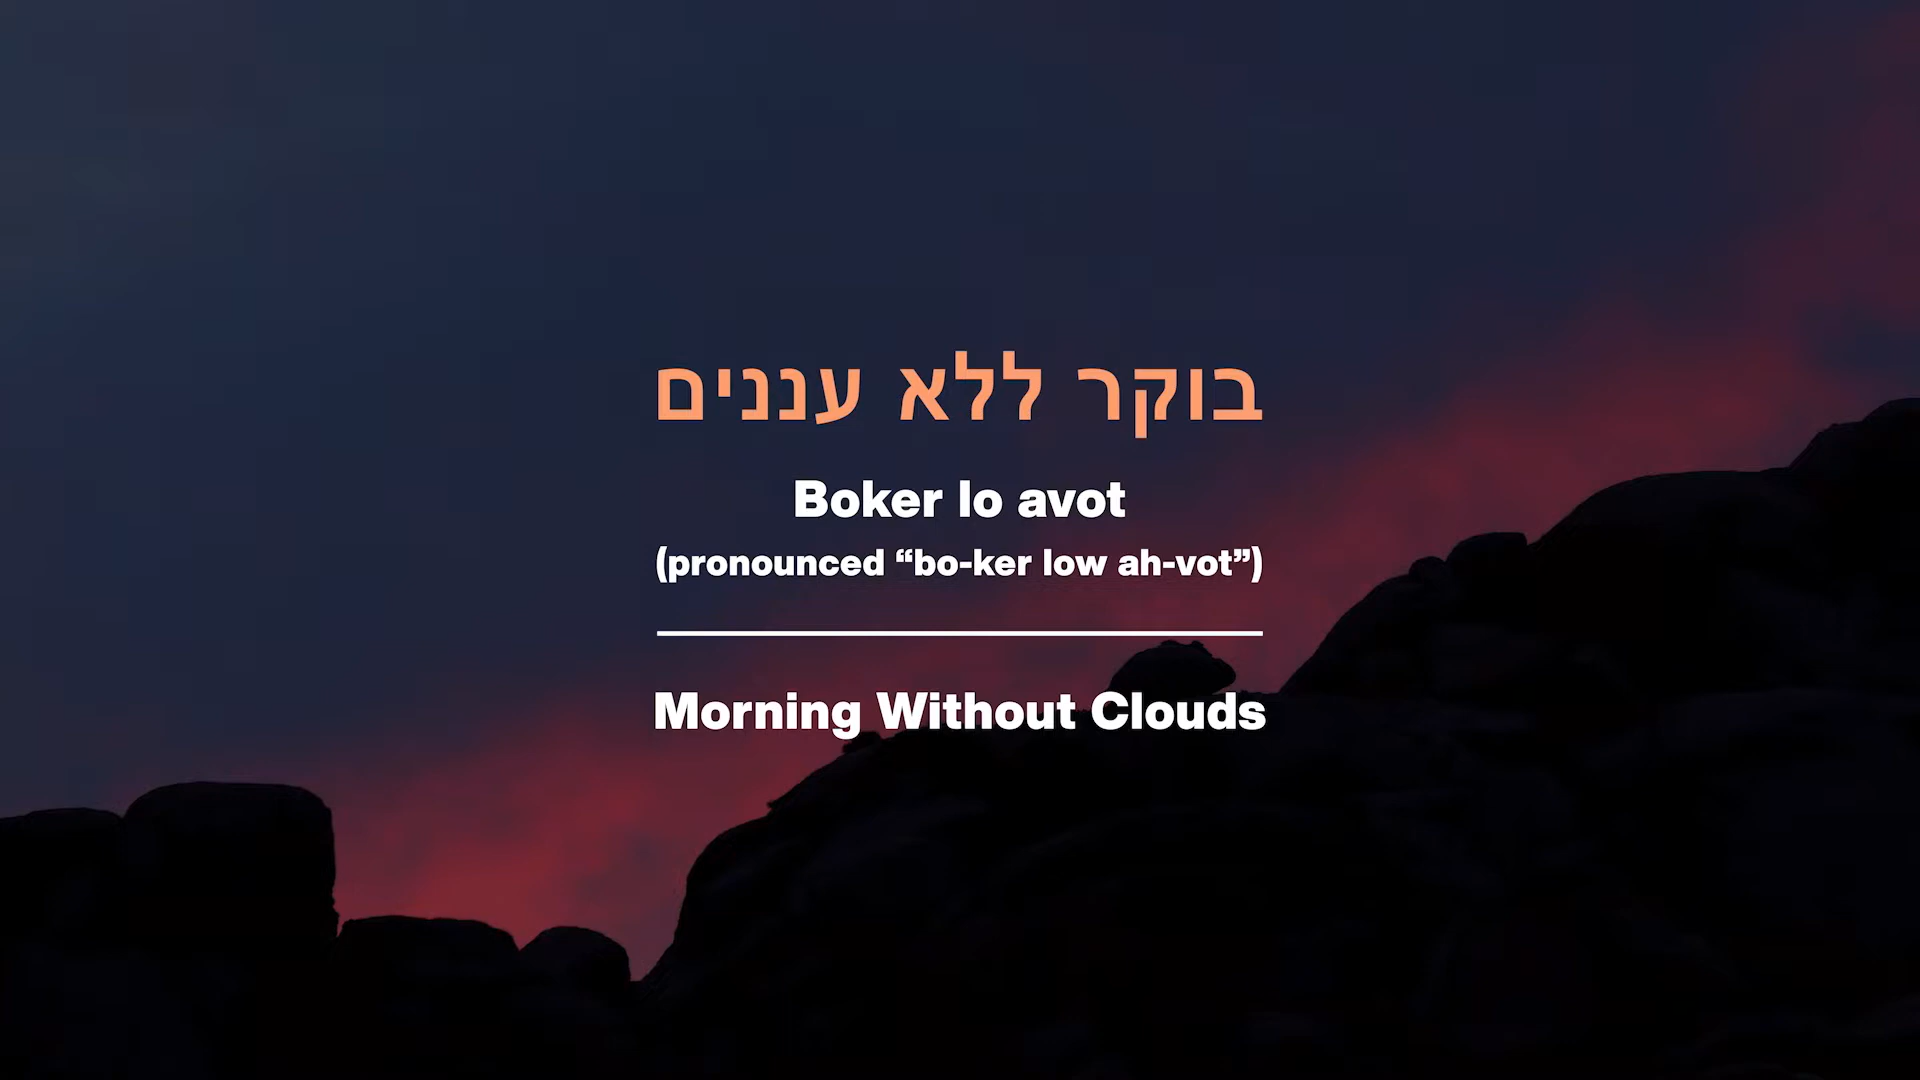 בוקר ללא עננים
Boker lo avot
(pronounced “bo-ker low ah-vot”)
Morning Without Clouds